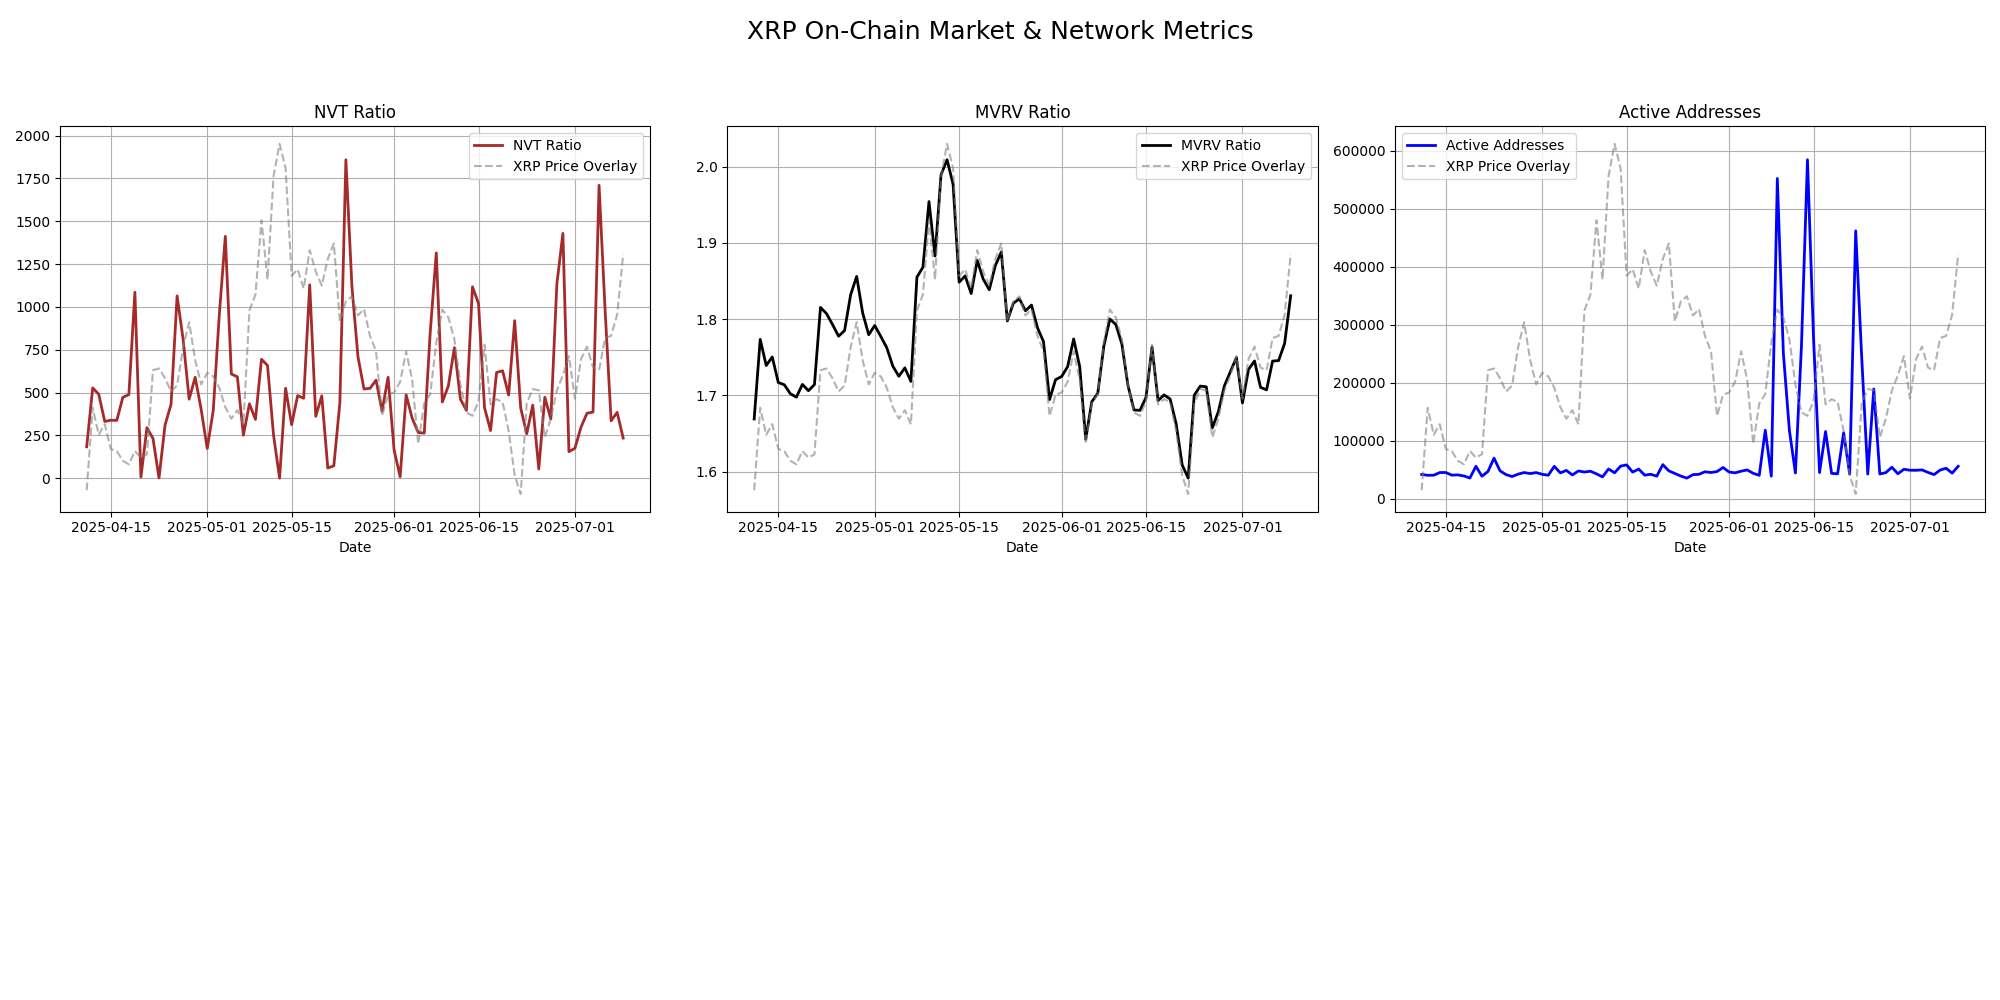 XRP On-Chain Market & Network Metrics
NVT Ratio
NVT Ratio
XRP Price Overlay
2000
1750
1500
1250
1000
750
500
250
0
2025-04-15 2025-05-01 2025-05-15 2025-06-01 2025-06-15 2025-07-01
Date
MVRV Ratio
MVRV Ratio
XRP Price Overlay
2.0
1.9
1.8
1.7
1.6
2025-04-15 2025-05-01 2025-05-15 2025-06-01 2025-06-15 2025-07-01
Date
Active Addresses
Active Addresses
XRP Price Overlay
600000
500000
400000
300000
200000
100000
0
2025-04-15 2025-05-01 2025-05-15 2025-06-01 2025-06-15 2025-07-01
Date